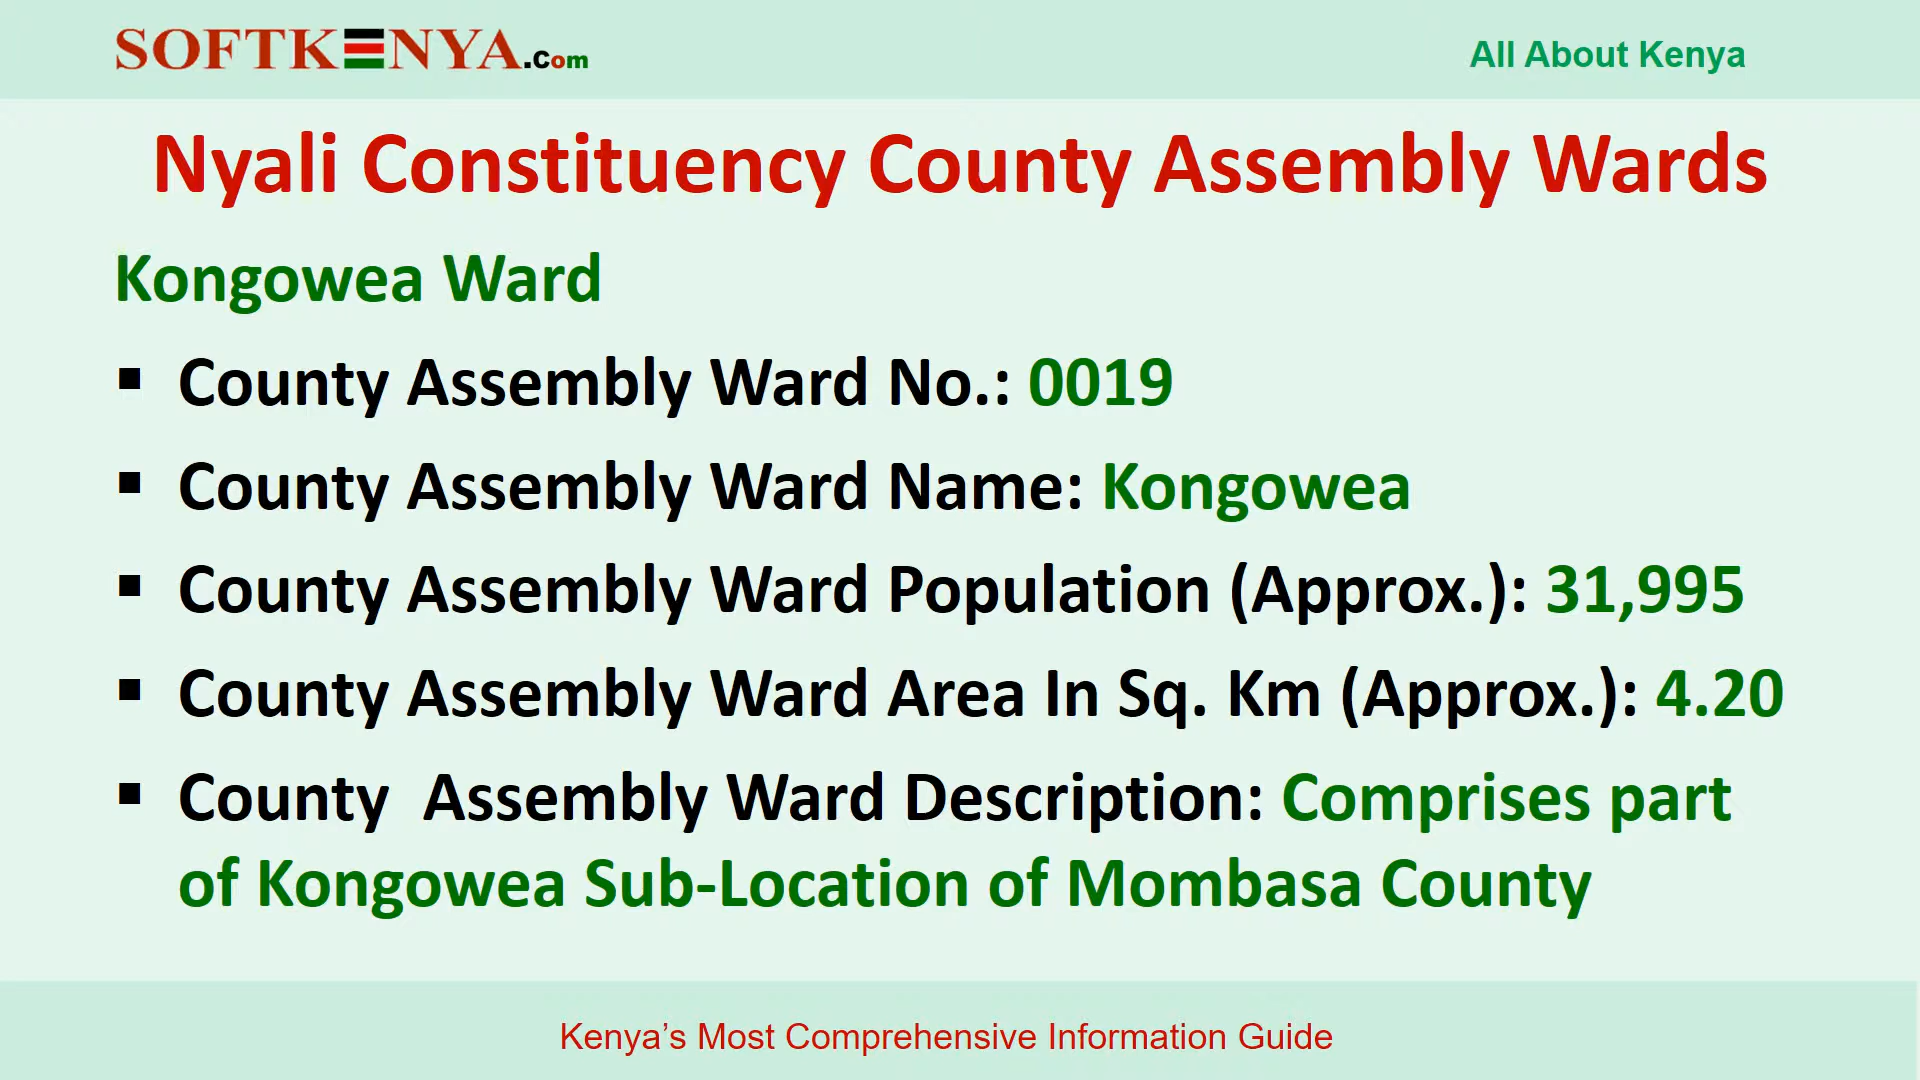 SOFTKENYA.Com
All About Kenya
Nyali Constituency County Assembly Wards
Kongowea Ward
▪ County Assembly Ward No.: 0019
▪ County Assembly Ward Name: Kongowea
▪ County Assembly Ward Population (Approx.): 31,995
▪ County Assembly Ward Area In Sq. Km (Approx.): 4.20
▪ County  Assembly Ward Description: Comprises part
of Kongowea Sub-Location of Mombasa County
Kenya’s Most Comprehensive Information Guide